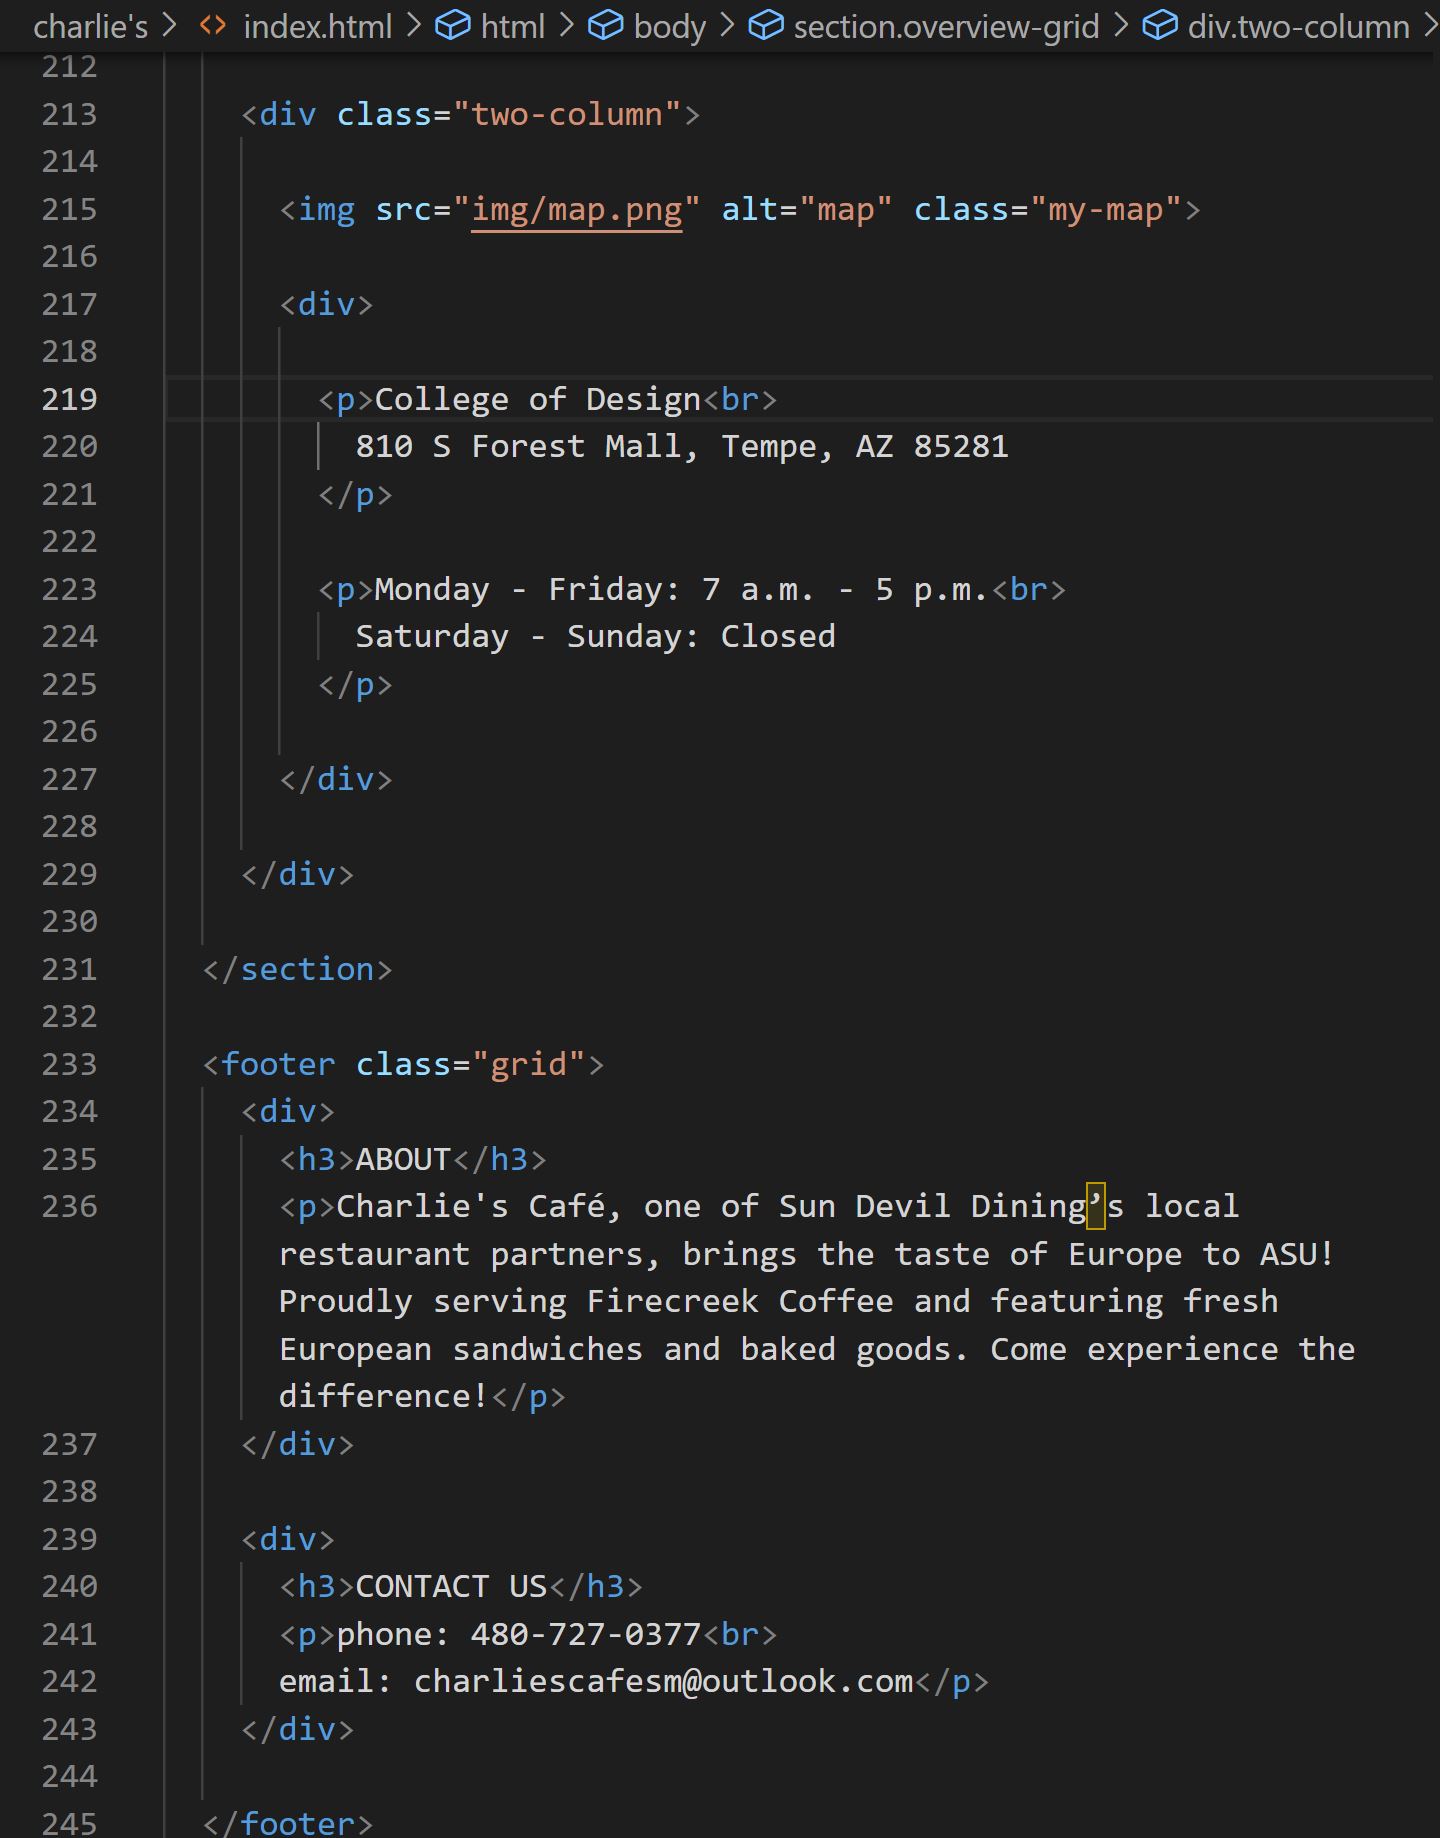 charlie's > <> index.html > html > body > section.overview-grid > div.two-column >
212
213 <div class="two-column">
214
215 <img src="img/map.png" alt="map" class="my-map">
216
217 <div>
218
219 <p>College of Design<br>
220 810 S Forest Mall, Tempe, AZ 85281
221 </p>
222
223 <p>Monday - Friday: 7 a.m. - 5 p.m.<br>
224 Saturday - Sunday: Closed
225 </p>
226
227 </div>
228
229 </div>
230
231 </section>
232
233 <footer class="grid">
234 <div>
235 <h3>ABOUT</h3>
236 <p>Charlie's Café, one of Sun Devil Dining’s local
restaurant partners, brings the taste of Europe to ASU!
Proudly serving Firecreek Coffee and featuring fresh
European sandwiches and baked goods. Come experience the
difference!</p>
237 </div>
238
239 <div>
240 <h3>CONTACT US</h3>
241 <p>phone: 480-727-0377<br>
242 email: charliescafesm@outlook.com</p>
243 </div>
244
245 </footer>